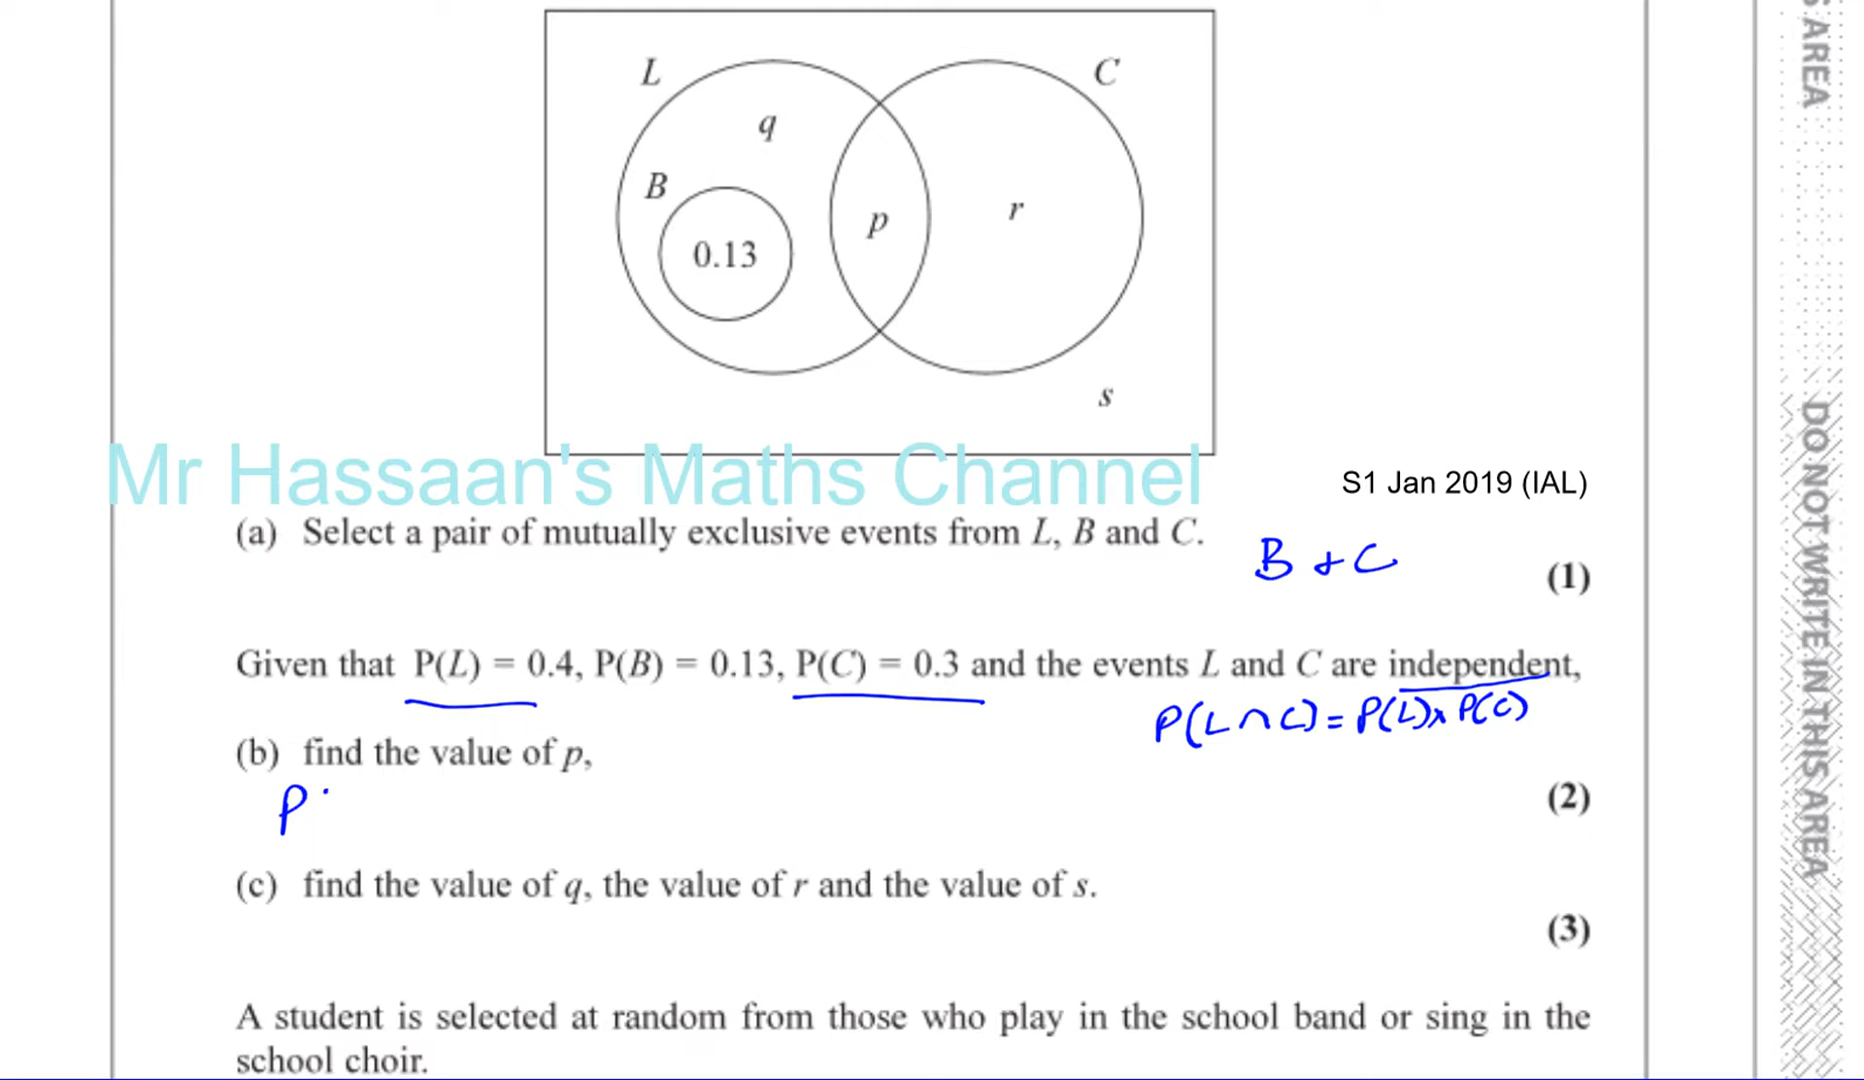 L
C
q
B
p
r
0.13
s
Mr Hassaan's Maths Channel
S1 Jan 2019 (IAL)
(a) Select a pair of mutually exclusive events from L, B and C.
B + C
(1)
Given that P(L) = 0.4, P(B) = 0.13, P(C) = 0.3 and the events L and C are independent,
P(L∩C) = P(L) x P(C)
(b) find the value of p,
P
(2)
(c) find the value of q, the value of r and the value of s.
(3)
A student is selected at random from those who play in the school band or sing in the
school choir.
S AREA
DO NOT WRITE IN THIS AREA